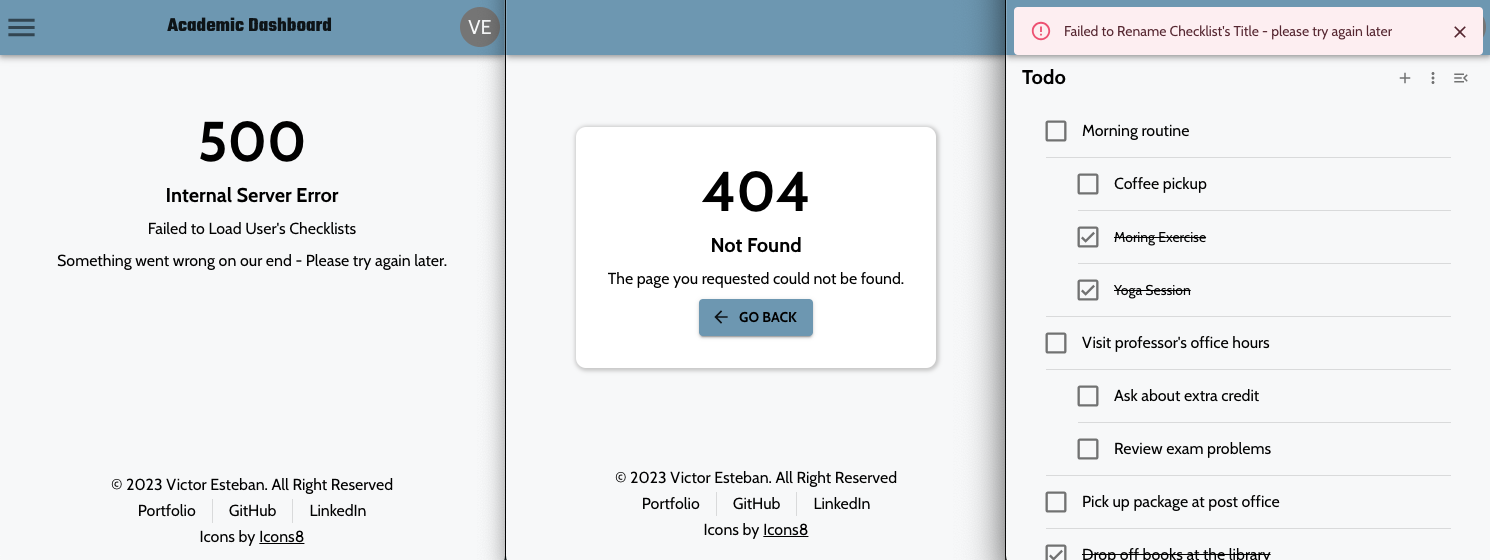 Academic Dashboard
VE
500
Internal Server Error
Failed to Load User's Checklists
Something went wrong on our end - Please try again later.
© 2023 Victor Esteban. All Right Reserved
Portfolio GitHub LinkedIn
Icons by Icons8
404
Not Found
The page you requested could not be found.
GO BACK
© 2023 Victor Esteban. All Right Reserved
Portfolio GitHub LinkedIn
Icons by Icons8
Failed to Rename Checklist's Title - please try again later
Todo
Morning routine
Coffee pickup
Moring Exercise
Yoga Session
Visit professor's office hours
Ask about extra credit
Review exam problems
Pick up package at post office
Drop off books at the library